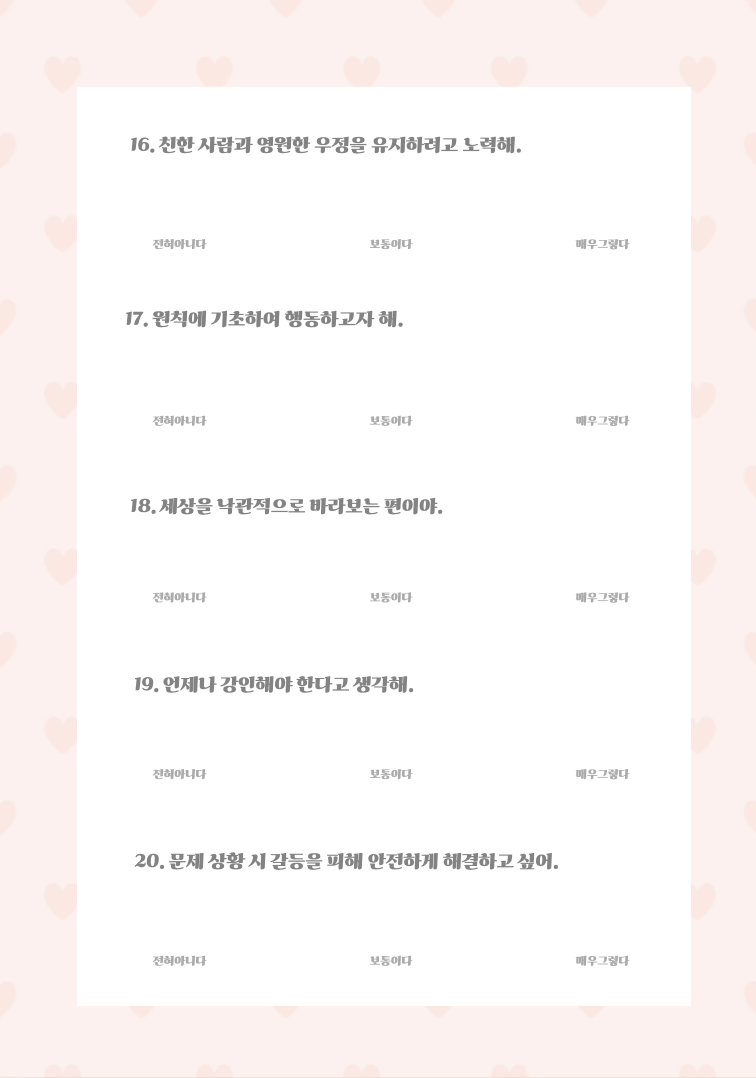 16. 친한 사람과 영원한 우정을 유지하려고 노력해.
전혀아니다 보통이다 매우그렇다
17. 원칙에 기초하여 행동하고자 해.
전혀아니다 보통이다 매우그렇다
18. 세상을 낙관적으로 바라보는 편이야.
전혀아니다 보통이다 매우그렇다
19. 언제나 강인해야 한다고 생각해.
전혀아니다 보통이다 매우그렇다
20. 문제 상황 시 갈등을 피해 안전하게 해결하고 싶어.
전혀아니다 보통이다 매우그렇다